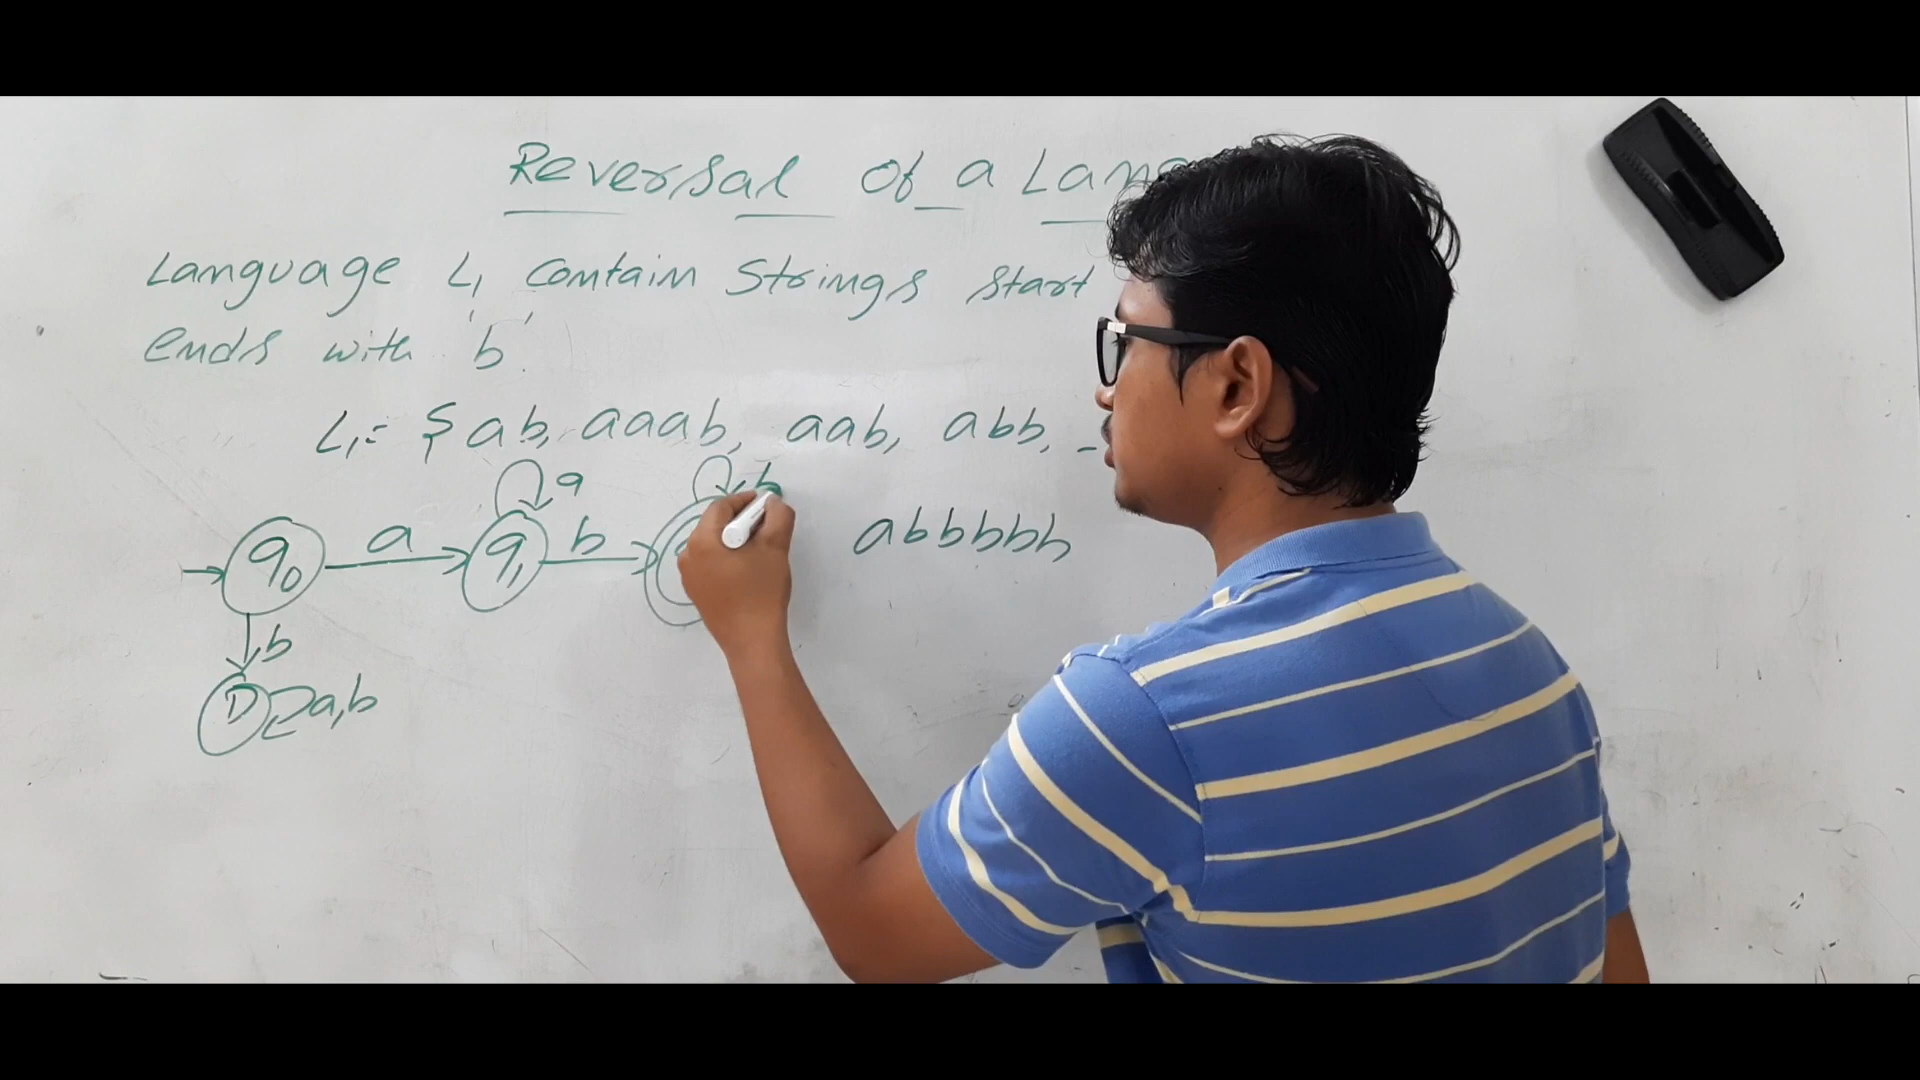 Reversal of a Lang
Language L1 contain Strings start
ends with 'b'.
L1 = { ab, aaab, aab, abb, _
a b
a b abbbbb
q0 q1
b
D a,b